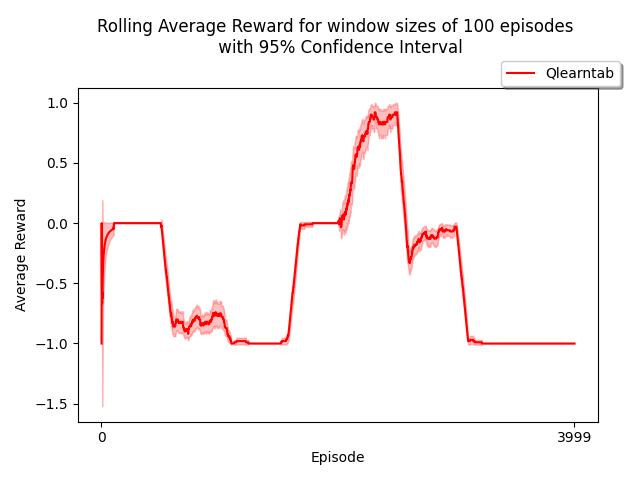 Rolling Average Reward for window sizes of 100 episodes
with 95% Confidence Interval
Qlearntab
1.0
0.5
0.0
−0.5
−1.0
−1.5
Average Reward
0
3999
Episode